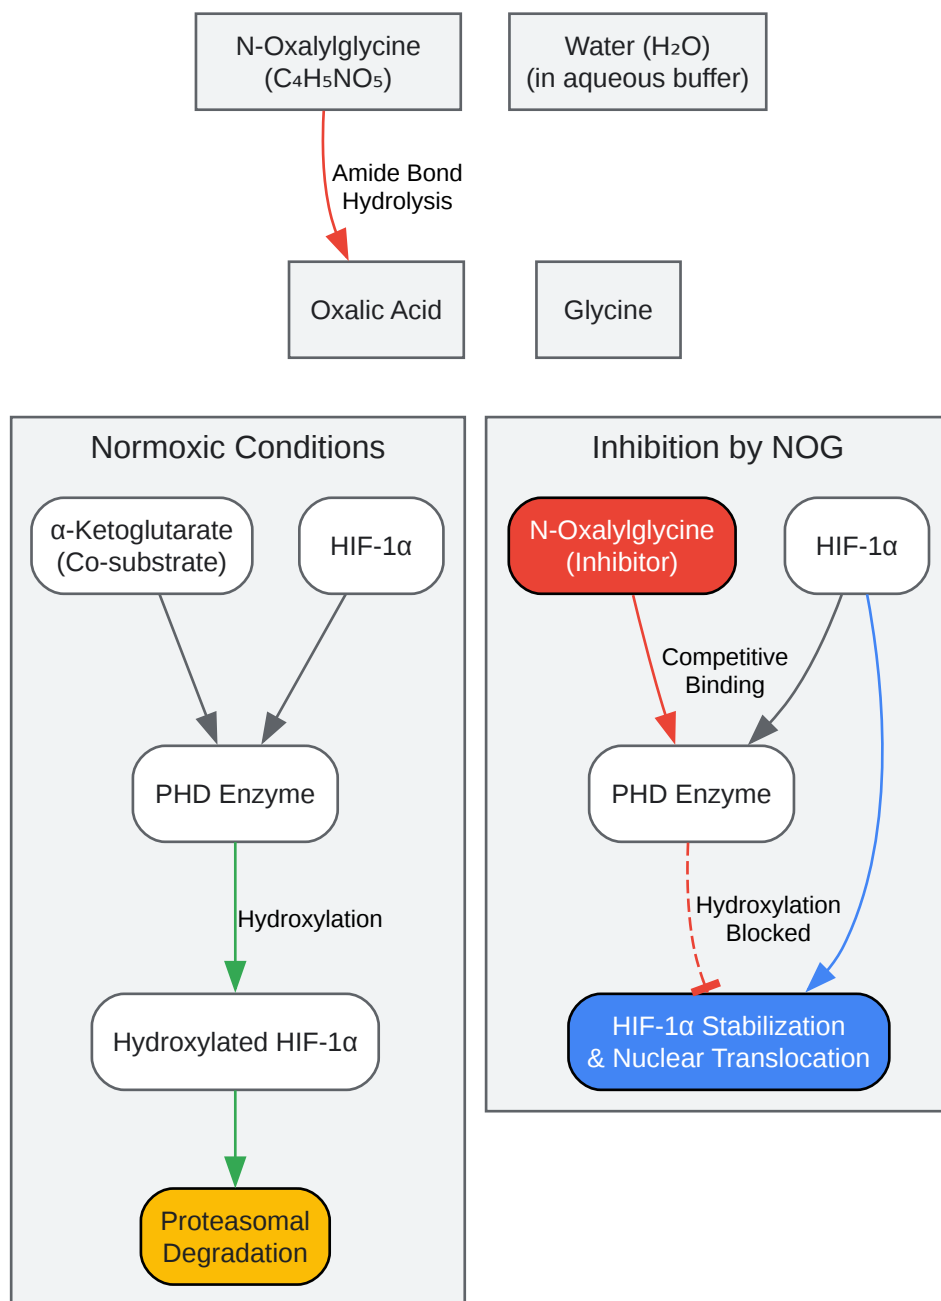 N-Oxalylglycine
(C₄H₅NO₅)
Water (H₂O)
(in aqueous buffer)
Amide Bond
Hydrolysis
Oxalic Acid
Glycine
Normoxic Conditions
α-Ketoglutarate
(Co-substrate)
HIF-1α
PHD Enzyme
Hydroxylation
Hydroxylated HIF-1α
Proteasomal
Degradation
Inhibition by NOG
N-Oxalylglycine
(Inhibitor)
HIF-1α
Competitive
Binding
PHD Enzyme
Hydroxylation
Blocked
HIF-1α Stabilization
& Nuclear Translocation